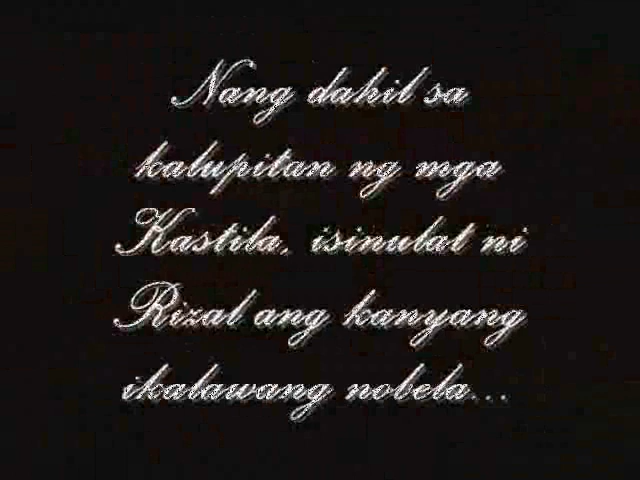 Nang dahil sa
kalupitan ng mga
Kastila, isinulat ni
Rizal ang kanyang
ikalawang nobela...